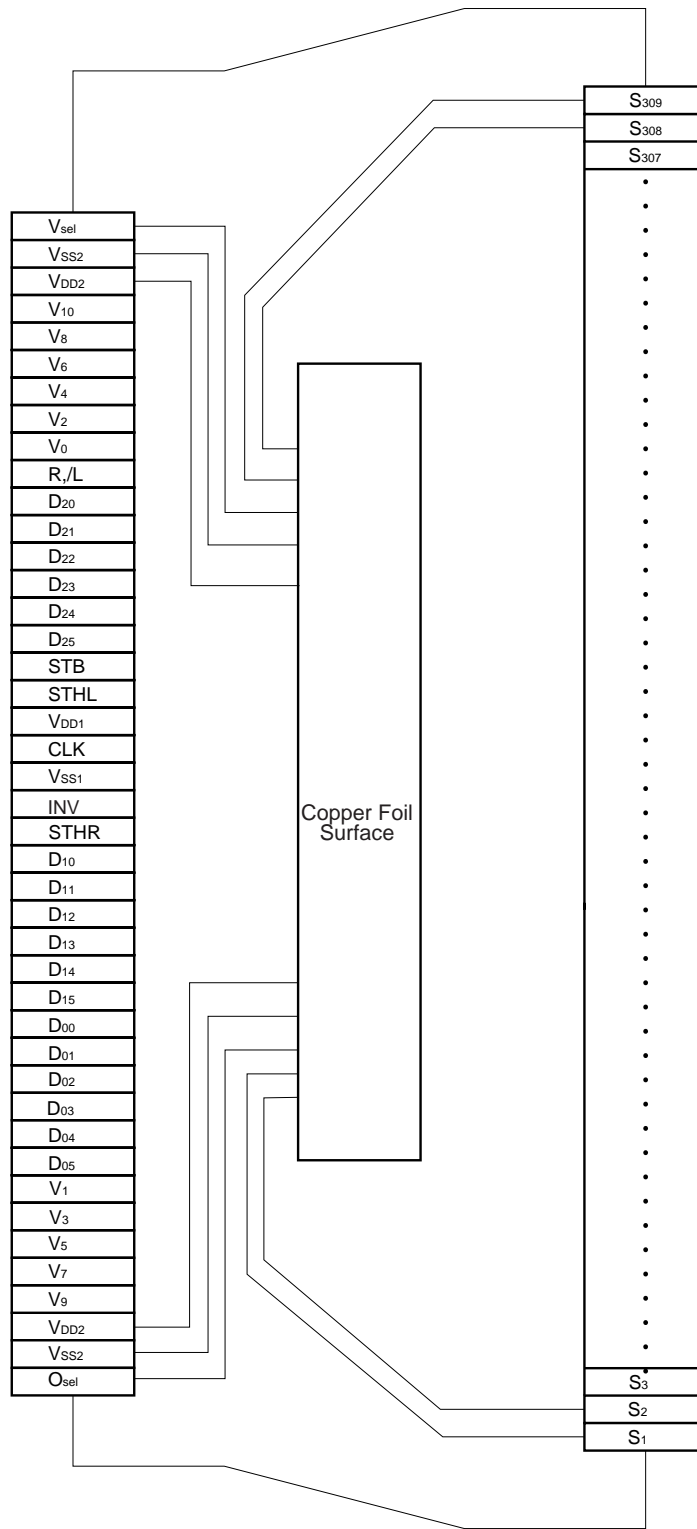 S309
S308
S307
Vsel
VSS2
VDD2
V10
V8
V6
V4
V2
V0
R,/L
D20
D21
D22
D23
D24
D25
STB
STHL
VDD1
CLK
VSS1
INV
STHR
D10
D11
D12
D13
D14
D15
D00
D01
D02
D03
D04
D05
V1
V3
V5
V7
V9
VDD2
VSS2
Osel
Copper Foil
Surface
S3
S2
S1